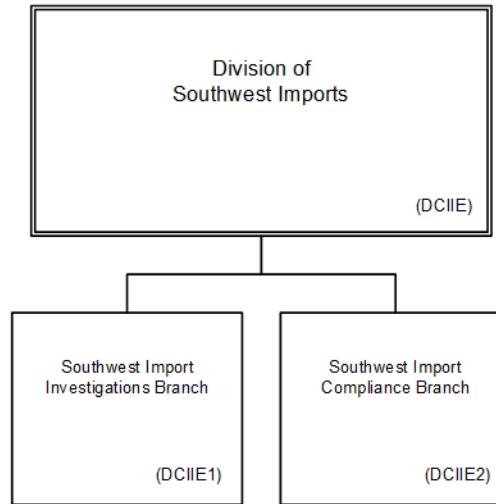 Division of
Southwest Imports
(DCIIE)
Southwest Import
Investigations Branch
(DCIIE1)
Southwest Import
Compliance Branch
(DCIIE2)